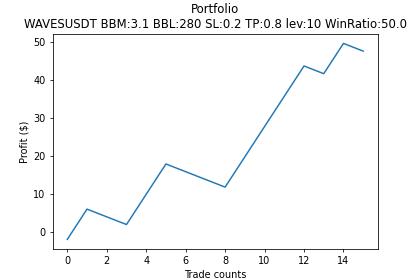 Portfolio
WAVESUSDT BBM:3.1 BBL:280 SL:0.2 TP:0.8 lev:10 WinRatio:50.0
50
40
30
20
10
0
Profit ($)
0 2 4 6 8 10 12 14
Trade counts